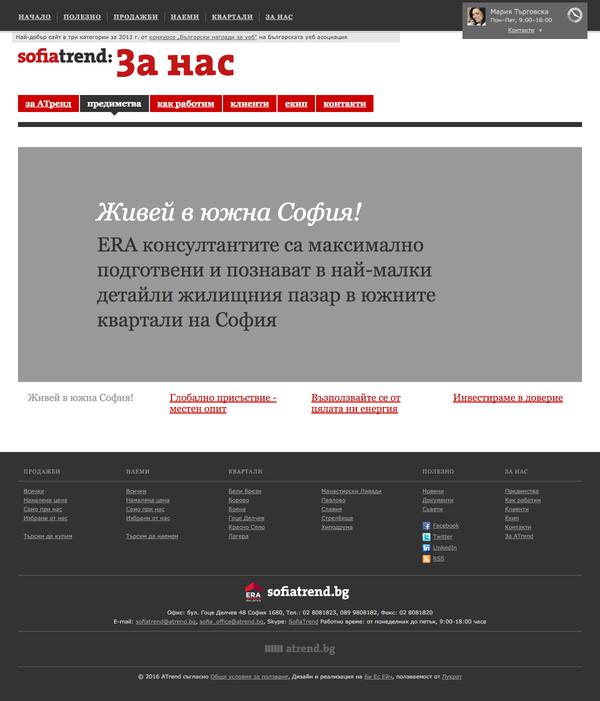 НАЧАЛО ПОЛЕЗНО ПРОДАЖБИ НАЕМИ КВАРТАЛИ ЗА НАС
Мария Търговска
Пон-Пет, 9:00-18:00
Контакти
Най-добър сайт в три категории за 2011 г. от конкурса „Български награди за уеб“ на Българската уеб асоциация
sofiatrend: За нас
за АТренд предимства как работим клиенти екип контакти
Живей в южна София!
ERA консултантите са максимално
подготвени и познават в най-малки
детайли жилищния пазар в южните
квартали на София
Живей в южна София! Глобално присъствие - Възползвайте се от Инвестираме в доверие
местен опит цялата ни енергия
ПРОДАЖБИ НАЕМИ КВАРТАЛИ ПОЛЕЗНО ЗА НАС
Всички Всички Бели Брези Манастирски Ливади Новини Предимства
Намалена цена Намалена цена Борово Павлово Документи Как работим
Само при нас Само при нас Бояна Славия Съвети Клиенти
Избрани от нас Избрани от нас Гоце Делчев Стрелбище Екип
Красно Село Хиподрума Facebook Контакти
Търсим да купим Търсим да наемем Лагера Twitter За ATrend
LinkedIn
RSS
ERA sofiatrend.bg
Офис: бул. Гоце Делчев 48 София 1680, Тел.: 02 8081823, 089 9808182, Факс: 02 8081820
E-mail: sofiatrend@atrend.bg, sofia_office@atrend.bg, Skype: SofiaTrend Работно време: от понеделник до петък, 9:00-18:00 часа
atrend.bg
© 2016 ATrend съгласно Общи условия за ползване, Дизайн и реализация на Би Ес Ейч, ползваемост от Лукрат